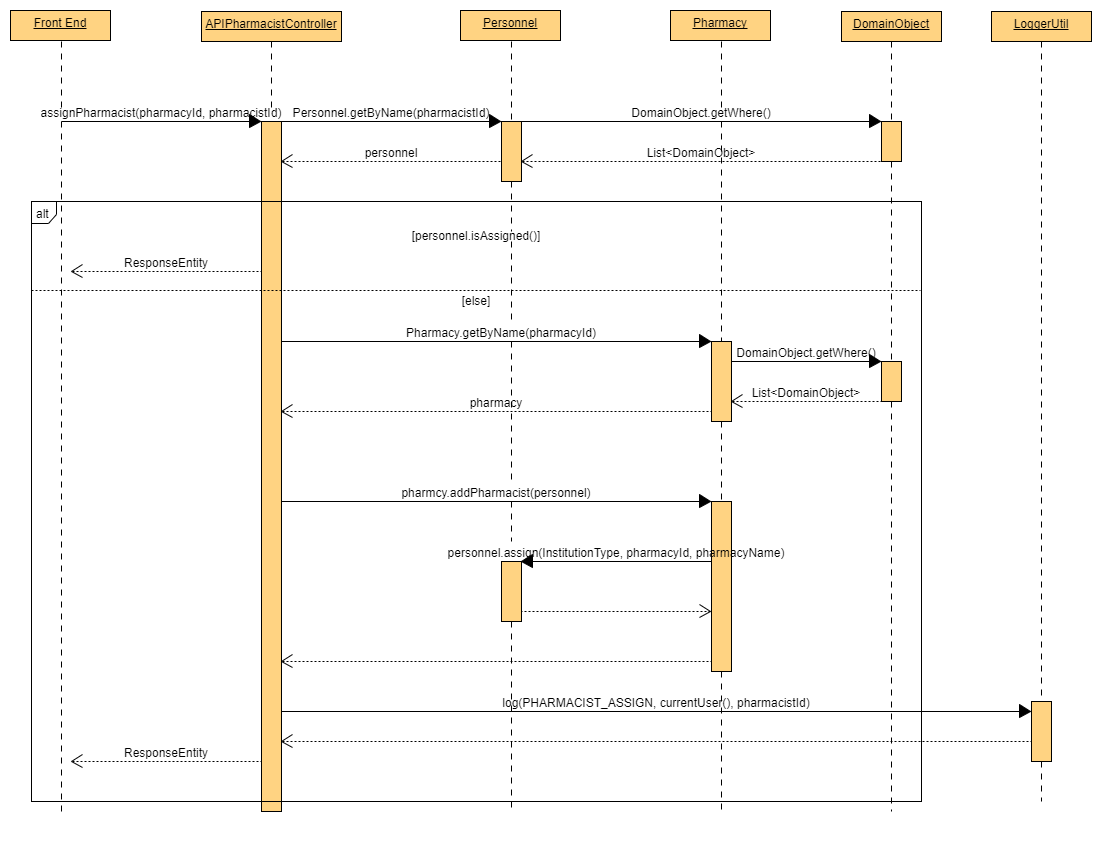 Front End
APIPharmacistController
Personnel
Pharmacy
DomainObject
LoggerUtil
assignPharmacist(pharmacyId, pharmacistId)
Personnel.getByName(pharmacistId)
DomainObject.getWhere()
personnel
List<DomainObject>
alt
[personnel.isAssigned()]
ResponseEntity
[else]
Pharmacy.getByName(pharmacyId)
DomainObject.getWhere()
List<DomainObject>
pharmacy
pharmcy.addPharmacist(personnel)
personnel.assign(InstitutionType, pharmacyId, pharmacyName)
log(PHARMACIST_ASSIGN, currentUser(), pharmacistId)
ResponseEntity